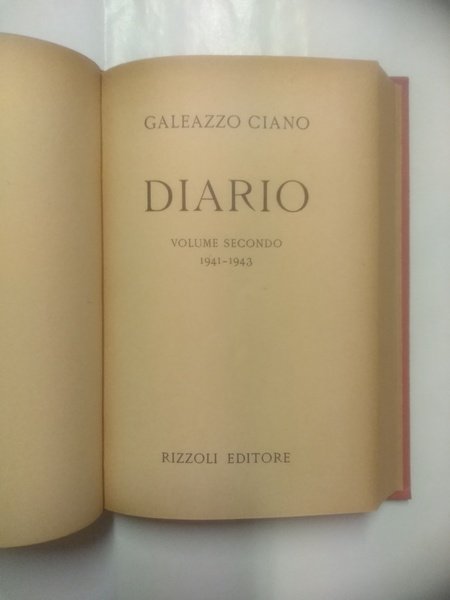 GALEAZZO CIANO
DIARIO
VOLUME SECONDO
1941-1943
RIZZOLI EDITORE